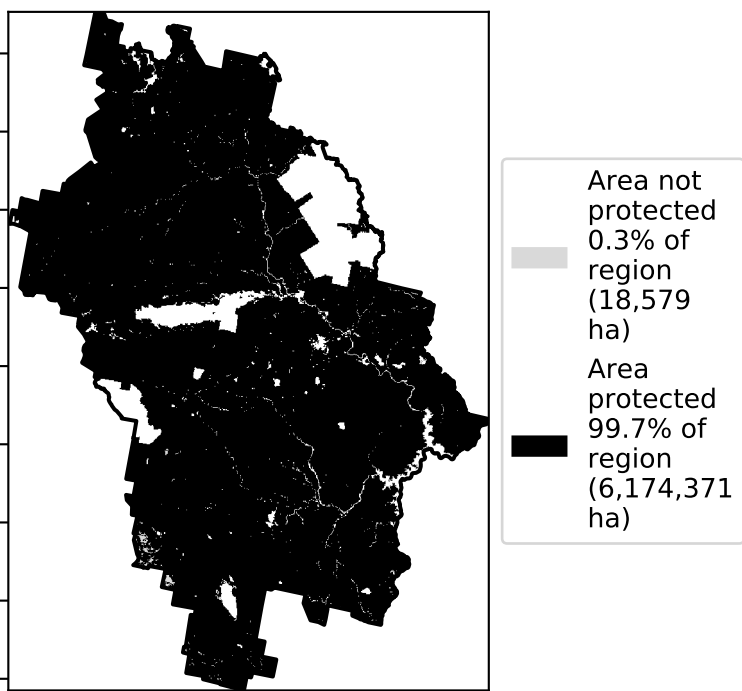 Area not
protected
0.3% of
region
(18,579
ha)
Area
protected
99.7% of
region
(6,174,371
ha)